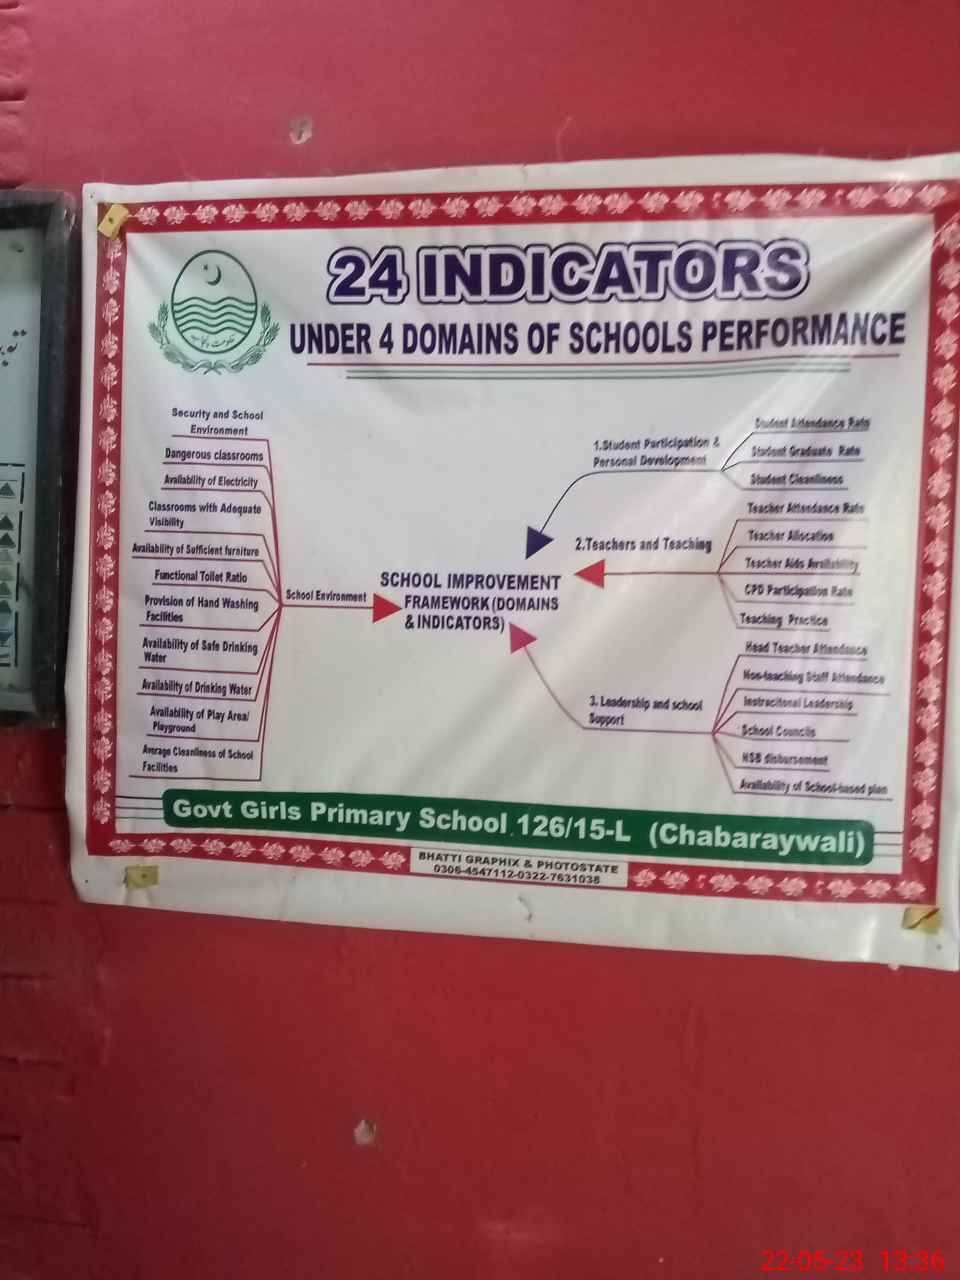 24 INDICATORS
UNDER 4 DOMAINS OF SCHOOLS PERFORMANCE
حکومت پنجاب
Security and School
Environment
Dangerous classrooms
Availability of Electricity
Classrooms with Adequate
Visibility
Availability of Sufficient furniture
Functional Toilet Ratio
Provision of Hand Washing
Facilities
Availability of Safe Drinking
Water
Availability of Drinking Water
Availability of Play Area/
Playground
Average Cleanliness of School
Facilities
School Environment
SCHOOL IMPROVEMENT
FRAMEWORK (DOMAINS
& INDICATORS)
1.Student Participation &
Personal Development
Student Attendance Rate
Student Graduate Rate
Student Cleanliness
2.Teachers and Teaching
Teacher Attendance Rate
Teacher Allocation
Teacher Aids Availability
CPD Participation Rate
Teaching Practice
3. Leadership and school
Support
Head Teacher Attendance
Non-teaching Staff Attendance
Instrucitonal Leadership
School Councils
NSB disbursement
Availability of School-based plan
Govt Girls Primary School 126/15-L (Chabaraywali)
BHATTI GRAPHIX & PHOTOSTATE
0306-4547112-0322-7631038
22-05-23 13:36